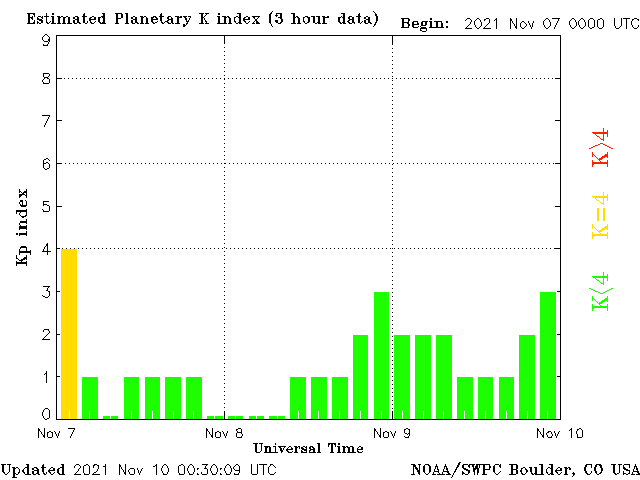 Estimated Planetary K index (3 hour data)
Begin: 2021 Nov 07 0000 UTC
9
8
7
6
5
4
3
2
1
0
Kp index
Nov 7
Nov 8
Nov 9
Nov 10
Universal Time
K>4
K=4
K<4
Updated 2021 Nov 10 00:30:09 UTC
NOAA/SWPC Boulder, CO USA